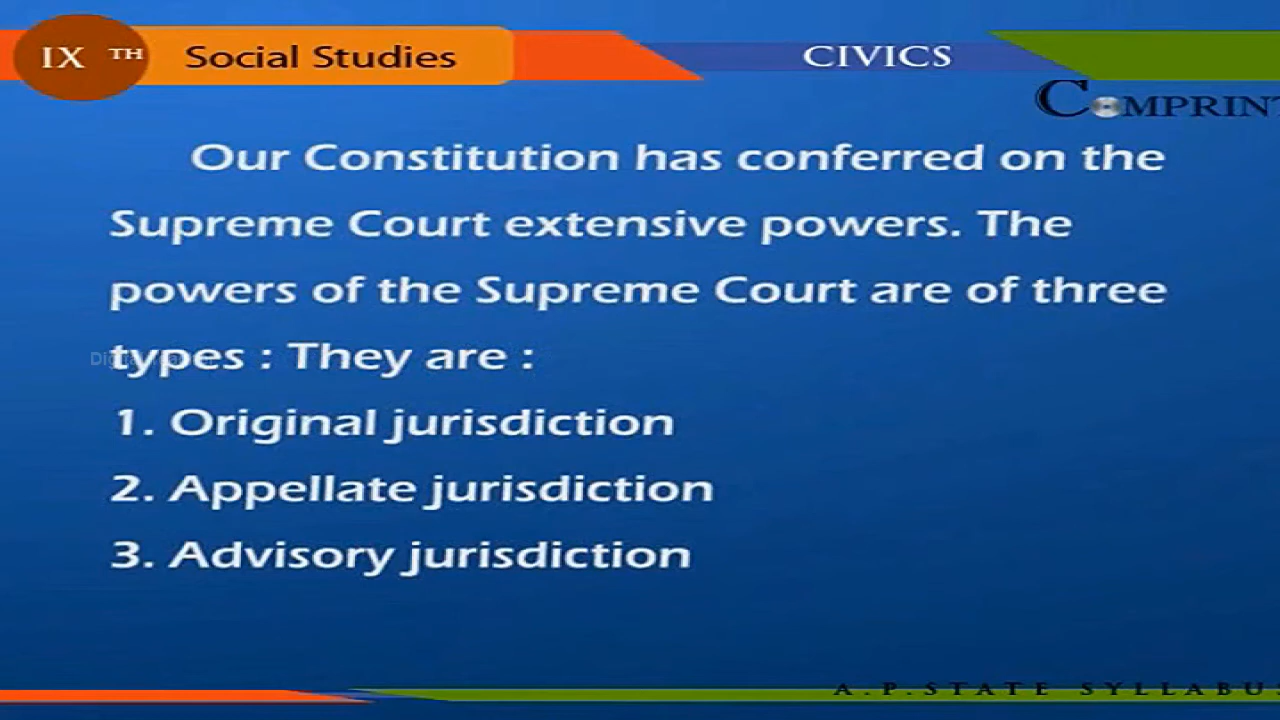 IX TH Social Studies CIVICS
COMPRINT
Our Constitution has conferred on the
Supreme Court extensive powers. The
powers of the Supreme Court are of three
types : They are :
1. Original jurisdiction
2. Appellate jurisdiction
3. Advisory jurisdiction
A.P.STATE SYLLABUS